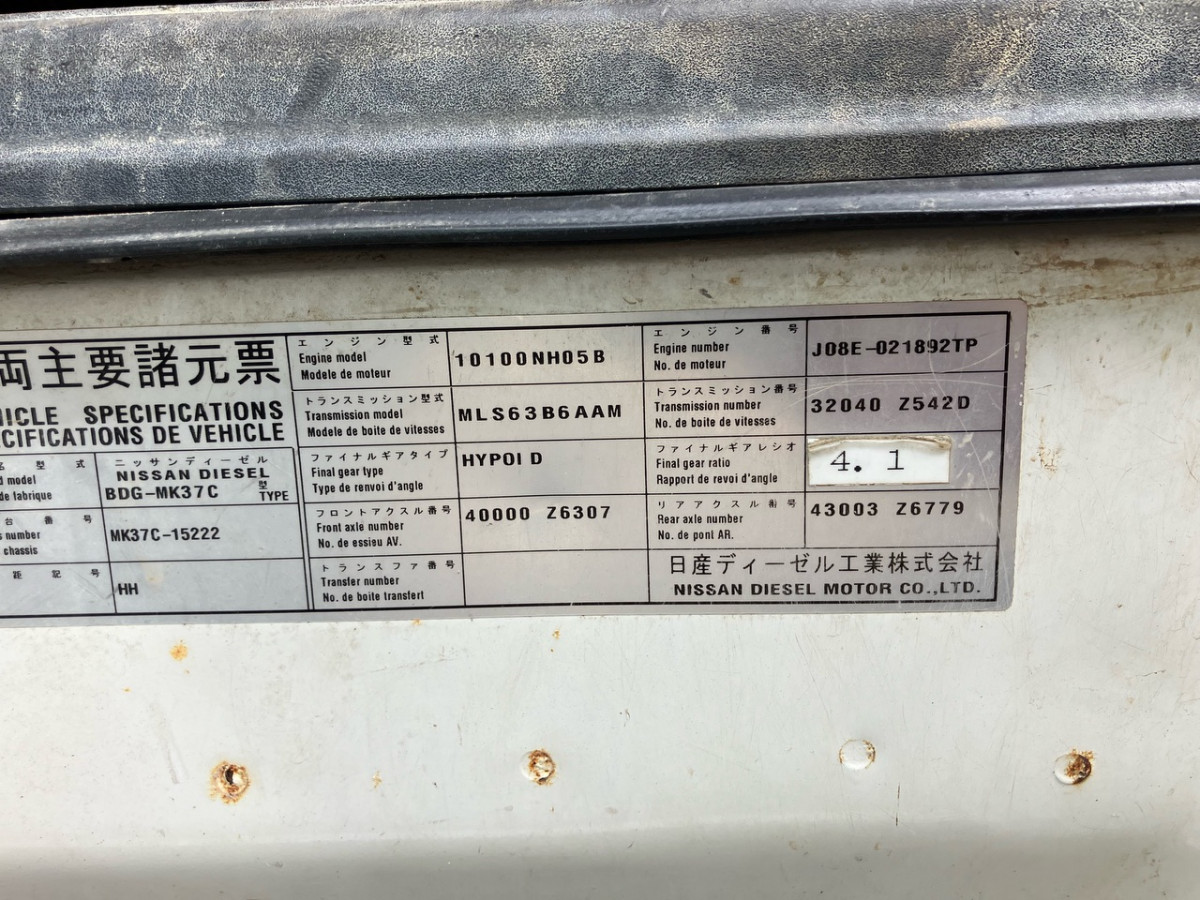 両主要諸元票
HICLE SPECIFICATIONS
CIFICATIONS DE VEHICLE
名 型 式
d model
de fabrique
ニッサンディーゼル
NISSAN DIESEL
BDG-MK37C 型 TYPE
台 番 号
s number
chassis
MK37C-15222
距 記 号
HH
エンジン型式
Engine model
Modele de moteur
10100NH05B
エンジン番号
Engine number
No. de moteur
J08E-021892TP
トランスミッション型式
Transmission model
Modele de boite de vitesses
MLS63B6AAM
トランスミッション番号
Transmission number
No. de boite de vitesses
32040 Z542D
ファイナルギアタイプ
Final gear type
Type de renvoi d'angle
HYPOID
ファイナルギアレシオ
Final gear ratio
Rapport de renvoi d'angle
4.1
フロントアクスル番号
Front axle number
No. de essieu AV.
40000 Z6307
リアアクスル番号
Rear axle number
No. de pont AR.
43003 Z6779
トランスファ番号
Transfer number
No. de boite transfert
日産ディーゼル工業株式会社
NISSAN DIESEL MOTOR CO.,LTD.